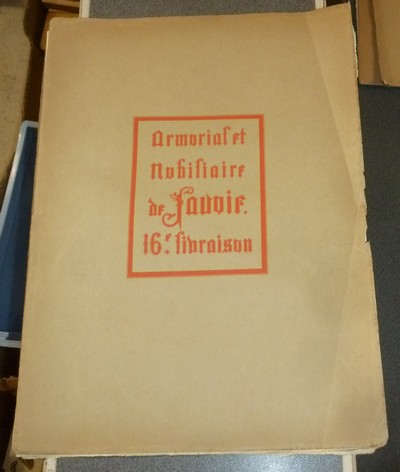 Armorial et
Nobiliaire
de Savoie.
16e livraison